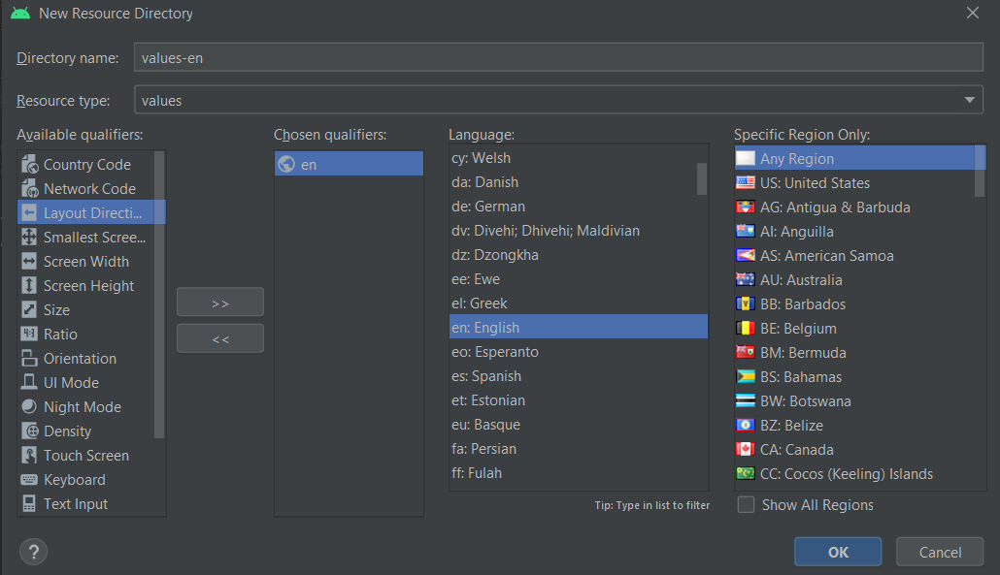 New Resource Directory
Directory name: values-en
Resource type: values
Available qualifiers:
Country Code
Network Code
Layout Directi...
Smallest Scree...
Screen Width
Screen Height
Size
Ratio
Orientation
UI Mode
Night Mode
Density
Touch Screen
Keyboard
Text Input
>>
<<
Chosen qualifiers:
en
Language:
cy: Welsh
da: Danish
de: German
dv: Divehi; Dhivehi; Maldivian
dz: Dzongkha
ee: Ewe
el: Greek
en: English
eo: Esperanto
es: Spanish
et: Estonian
eu: Basque
fa: Persian
ff: Fulah
Tip: Type in list to filter
Specific Region Only:
Any Region
US: United States
AG: Antigua & Barbuda
AI: Anguilla
AS: American Samoa
AU: Australia
BB: Barbados
BE: Belgium
BM: Bermuda
BS: Bahamas
BW: Botswana
BZ: Belize
CA: Canada
CC: Cocos (Keeling) Islands
Show All Regions
?
OK
Cancel